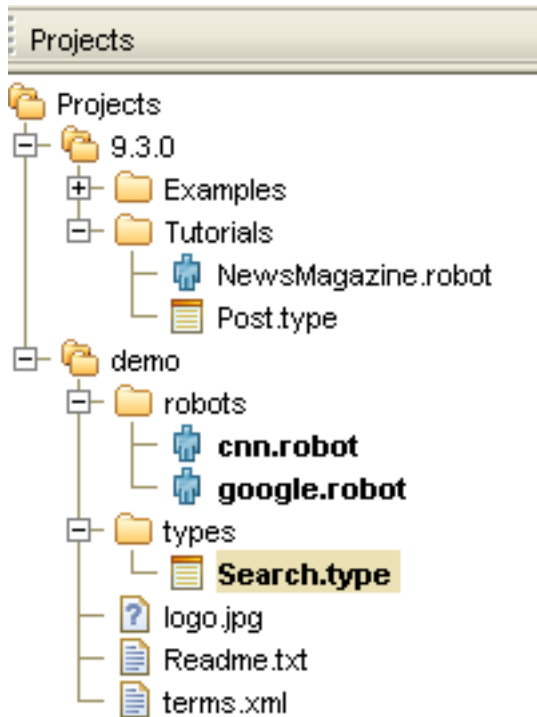 Projects
Projects
9.3.0
Examples
Tutorials
NewsMagazine.robot
Post.type
demo
robots
cnn.robot
google.robot
types
Search.type
logo.jpg
Readme.txt
terms.xml